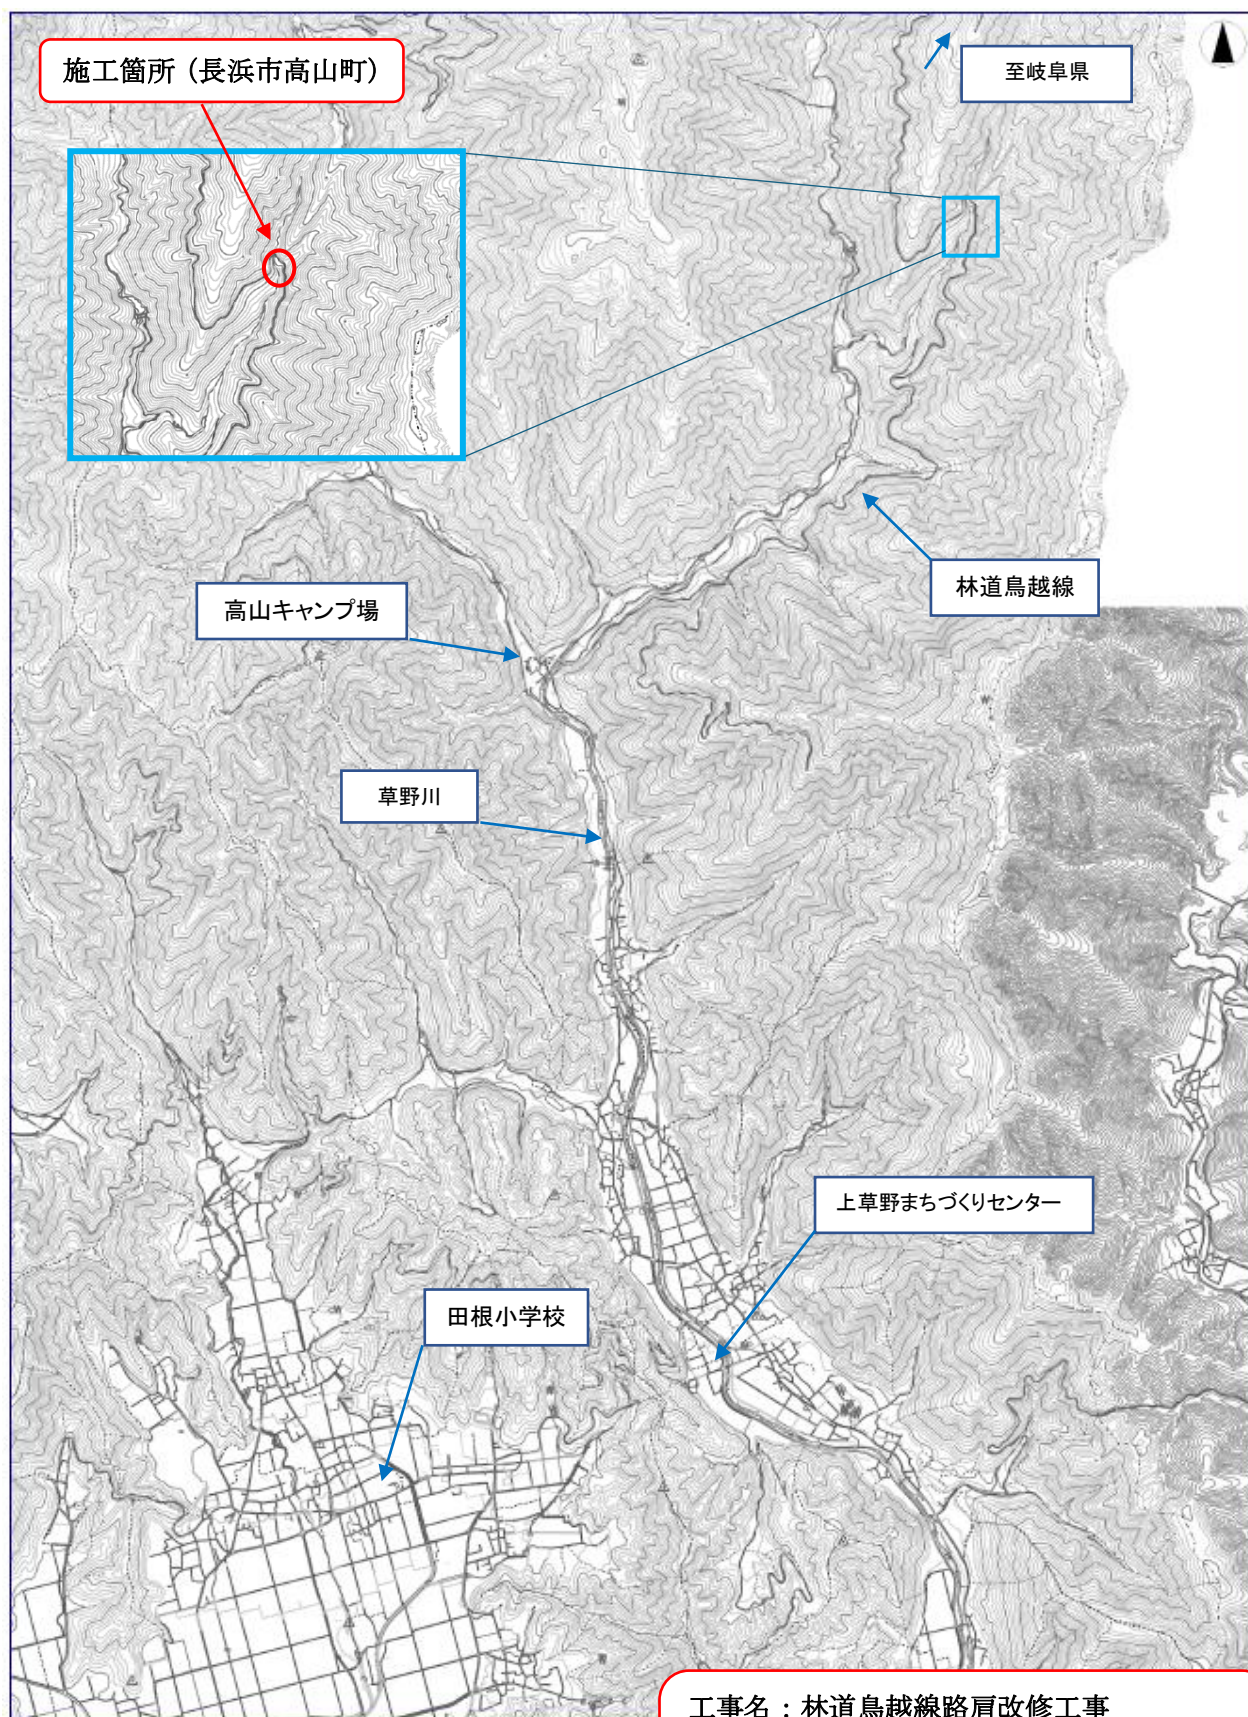 施工箇所（長浜市高山町）
至岐阜県
林道鳥越線
高山キャンプ場
草野川
上草野まちづくりセンター
田根小学校
工事名：林道鳥越線路肩改修工事